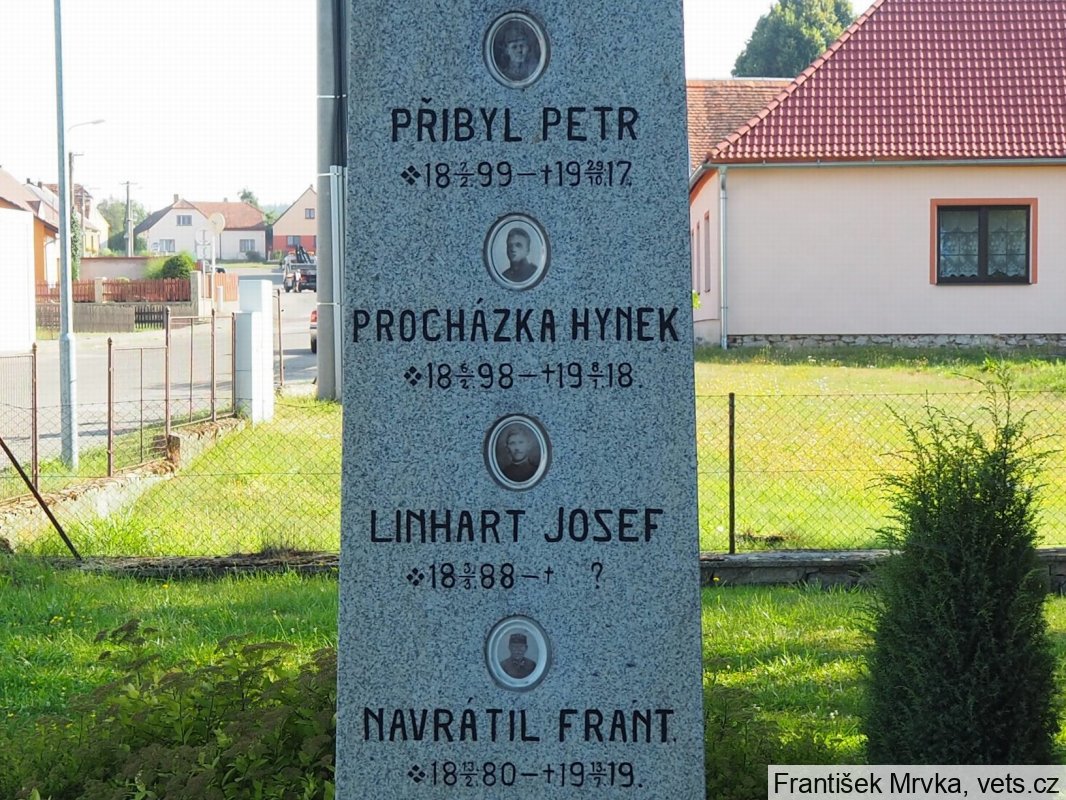 PŘIBYL PETR
❖ 18 7/2 99 – † 19 29/10 17.
PROCHÁZKA HYNEK
❖ 18 6/2 98 – † 19 8/1 18.
LINHART JOSEF
❖ 18 3/3 88 – † ?
NAVRÁTIL FRANT.
❖ 18 13/2 80 – † 19 13/7 19.
František Mrvka, vets.cz